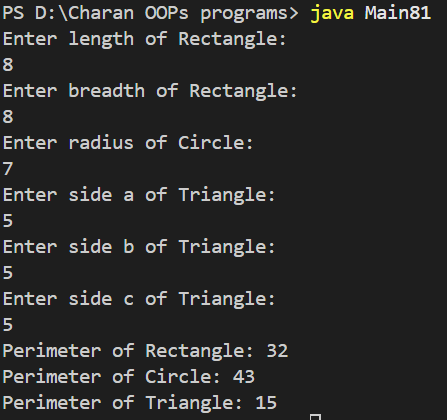 PS D:\Charan OOPs programs> java Main81
Enter length of Rectangle:
8
Enter breadth of Rectangle:
8
Enter radius of Circle:
7
Enter side a of Triangle:
5
Enter side b of Triangle:
5
Enter side c of Triangle:
5
Perimeter of Rectangle: 32
Perimeter of Circle: 43
Perimeter of Triangle: 15